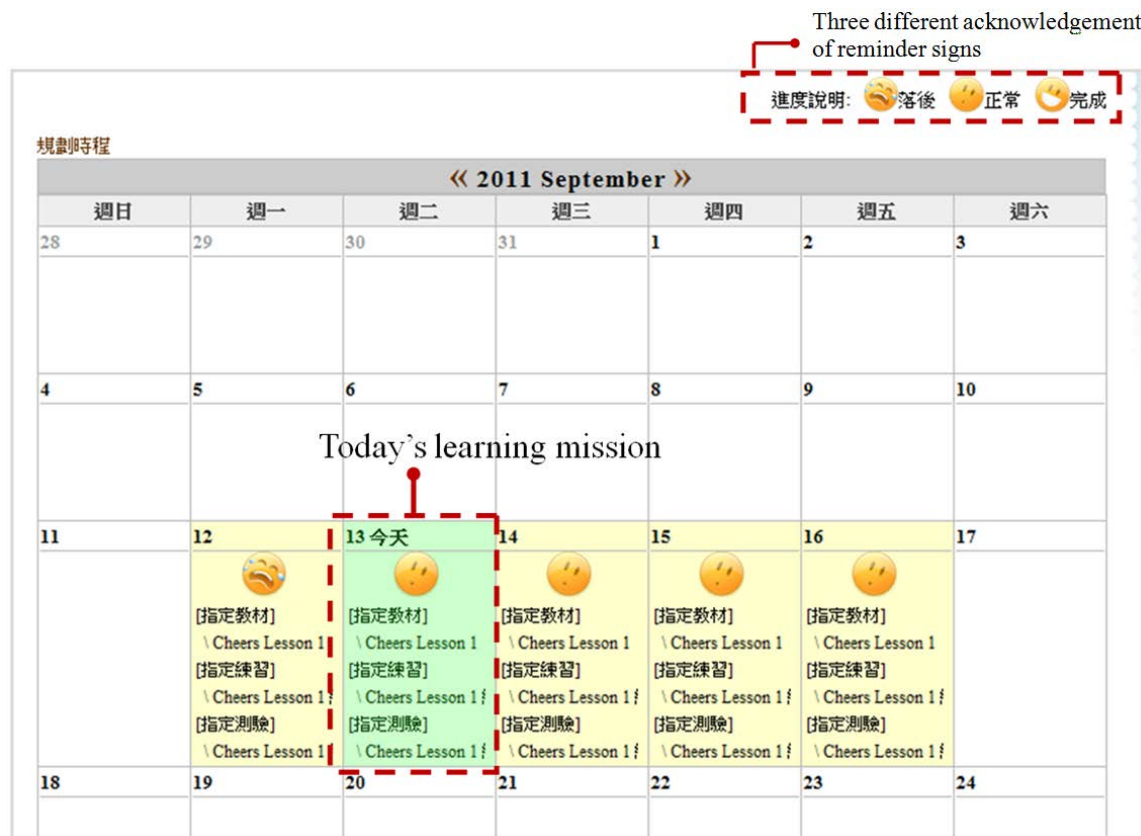 Three different acknowledgement
of reminder signs
進度說明: 落後 正常 完成
規劃時程
« 2011 September »
週日 週一 週二 週三 週四 週五 週六
28 29 30 31 1 2 3
4 5 6 7 8 9 10
Today's learning mission
11 12 13 今天 14 15 16 17
[指定教材] [指定教材] [指定教材] [指定教材] [指定教材]
\ Cheers Lesson 1 \ Cheers Lesson 1 \ Cheers Lesson 1 \ Cheers Lesson 1 \ Cheers Lesson 1
[指定練習] [指定練習] [指定練習] [指定練習] [指定練習]
\ Cheers Lesson 1 \ Cheers Lesson 1 \ Cheers Lesson 1 \ Cheers Lesson 1 \ Cheers Lesson 1
[指定測驗] [指定測驗] [指定測驗] [指定測驗] [指定測驗]
\ Cheers Lesson 1 \ Cheers Lesson 1 \ Cheers Lesson 1 \ Cheers Lesson 1 \ Cheers Lesson 1
18 19 20 21 22 23 24